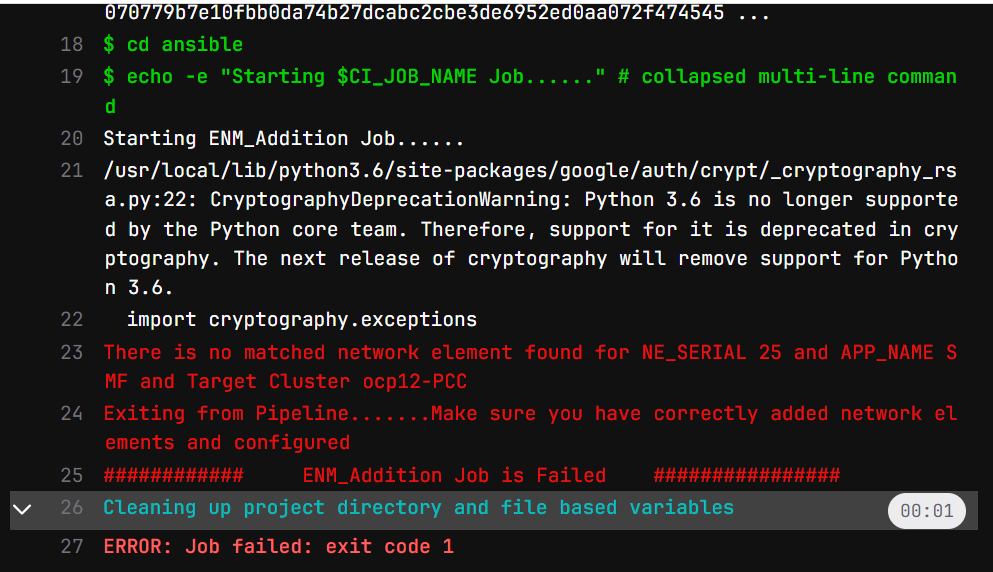 070779b7e10fbb0da74b27dcabc2cbe3de6952ed0aa072f474545 ...
18 $ cd ansible
19 $ echo -e "Starting $CI_JOB_NAME Job......" # collapsed multi-line comman
d
20 Starting ENM_Addition Job......
21 /usr/local/lib/python3.6/site-packages/google/auth/crypt/_cryptography_rs
a.py:22: CryptographyDeprecationWarning: Python 3.6 is no longer supporte
d by the Python core team. Therefore, support for it is deprecated in cry
ptography. The next release of cryptography will remove support for Pytho
n 3.6.
22 import cryptography.exceptions
23 There is no matched network element found for NE_SERIAL 25 and APP_NAME S
MF and Target Cluster ocp12-PCC
24 Exiting from Pipeline.......Make sure you have correctly added network el
ements and configured
25 ############ ENM_Addition Job is Failed ################
26 Cleaning up project directory and file based variables 00:01
27 ERROR: Job failed: exit code 1